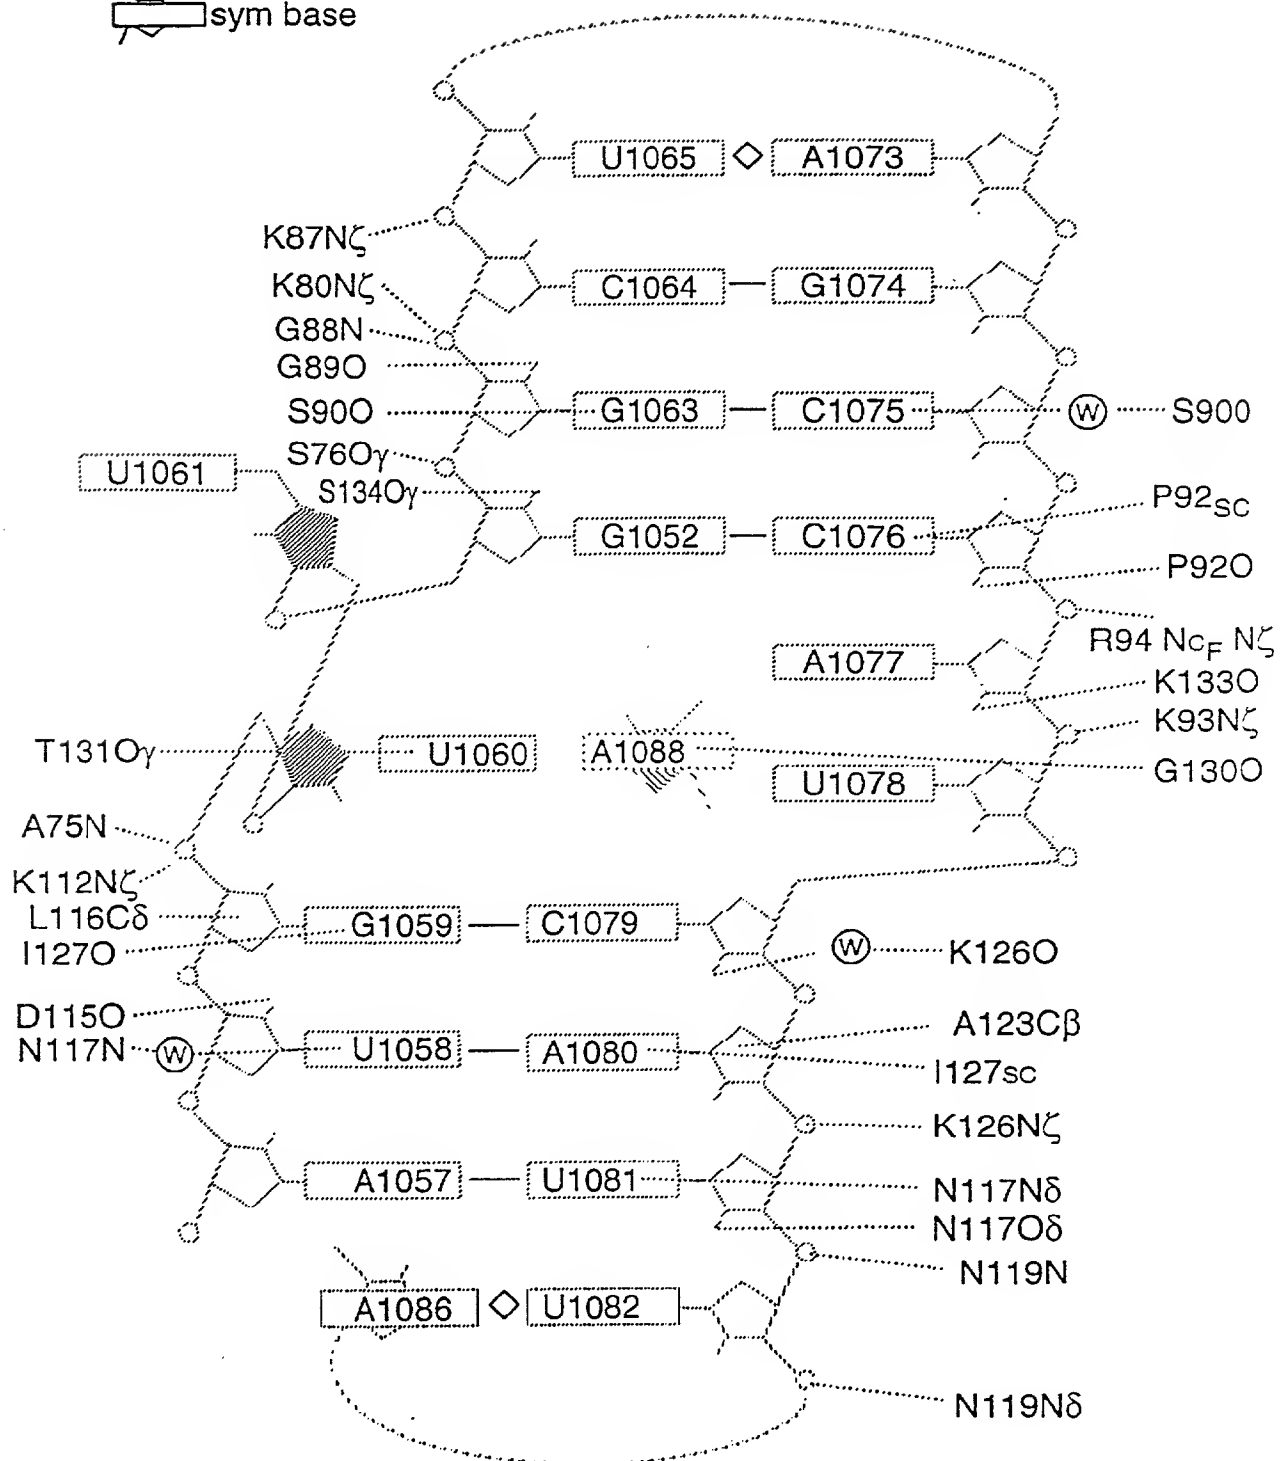 sym base
U1065 A1073
K87Nζ
K80Nζ C1064 G1074
G88N
G89O
S90O G1063 C1075 W S900
S76Oγ
U1061 S134Oγ P92SC
G1052 C1076
P92O
R94 NcF Nζ
A1077 K133O
K93Nζ
T131Oγ U1060 A1088 G130O
U1078
A75N
K112Nζ
L116Cδ G1059 C1079
I127O W K126O
D115O A123Cβ
N117N W U1058 A1080
I127sc
K126Nζ
A1057 U1081 N117Nδ
N117Oδ
N119N
A1086 U1082
N119Nδ